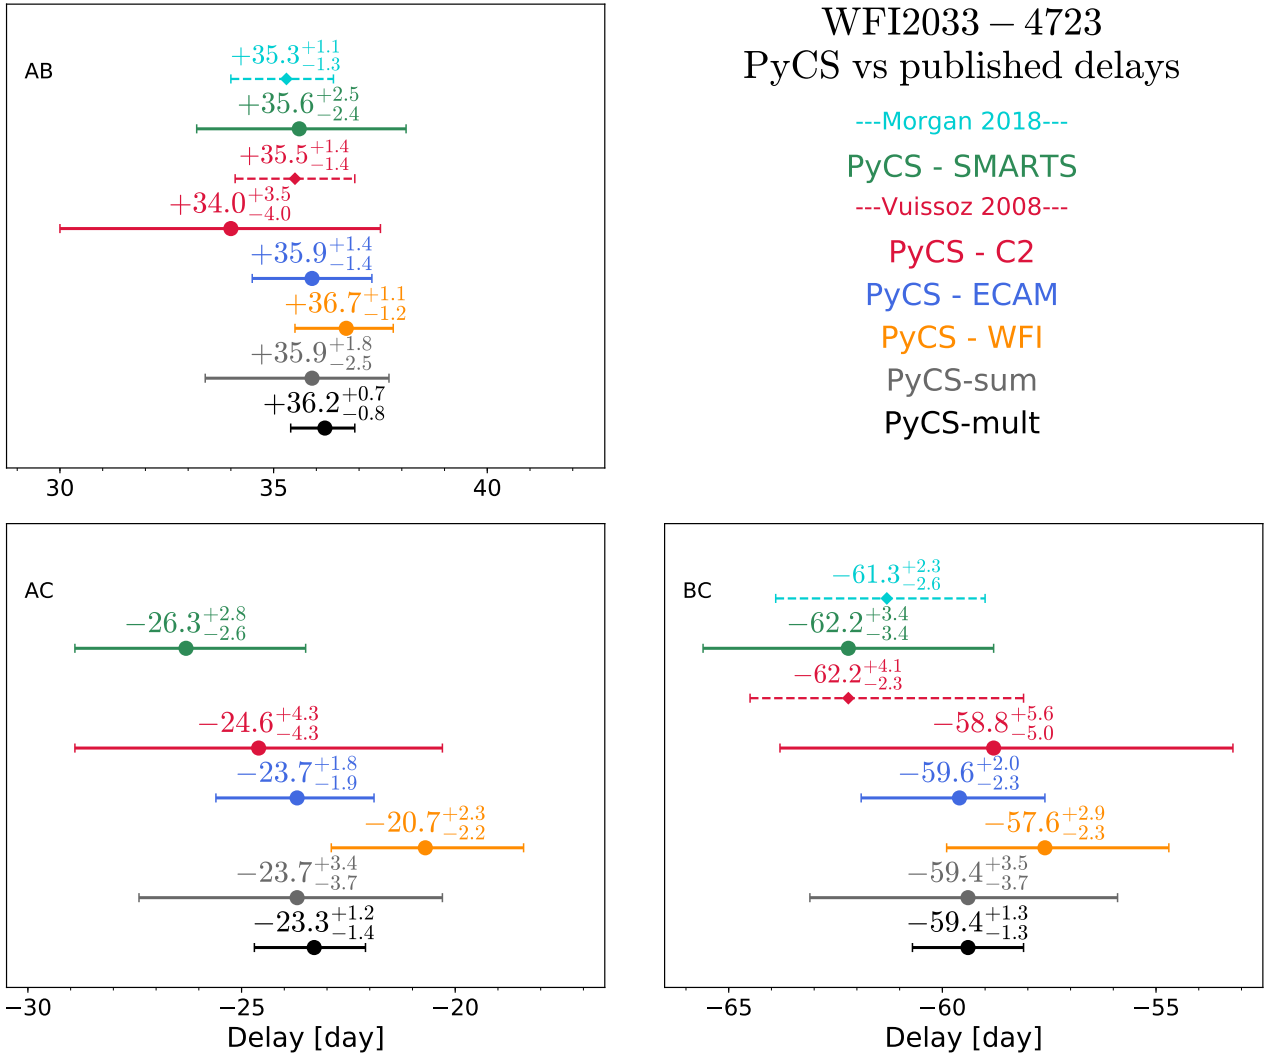 WFI2033 − 4723
PyCS vs published delays
---Morgan 2018---
PyCS - SMARTS
---Vuissoz 2008---
PyCS - C2
PyCS - ECAM
PyCS - WFI
PyCS-sum
PyCS-mult
AB
+35.3 +1.1 −1.3
+35.6 +2.5 −2.4
+35.5 +1.4 −1.4
+34.0 +3.5 −4.0
+35.9 +1.4 −1.4
+36.7 +1.1 −1.2
+35.9 +1.8 −2.5
+36.2 +0.7 −0.8
30 35 40
AC
−26.3 +2.8 −2.6
−24.6 +4.3 −4.3
−23.7 +1.8 −1.9
−20.7 +2.3 −2.2
−23.7 +3.4 −3.7
−23.3 +1.2 −1.4
−30 −25 −20
Delay [day]
BC
−61.3 +2.3 −2.6
−62.2 +3.4 −3.4
−62.2 +4.1 −2.3
−58.8 +5.6 −5.0
−59.6 +2.0 −2.3
−57.6 +2.9 −2.3
−59.4 +3.5 −3.7
−59.4 +1.3 −1.3
−65 −60 −55
Delay [day]